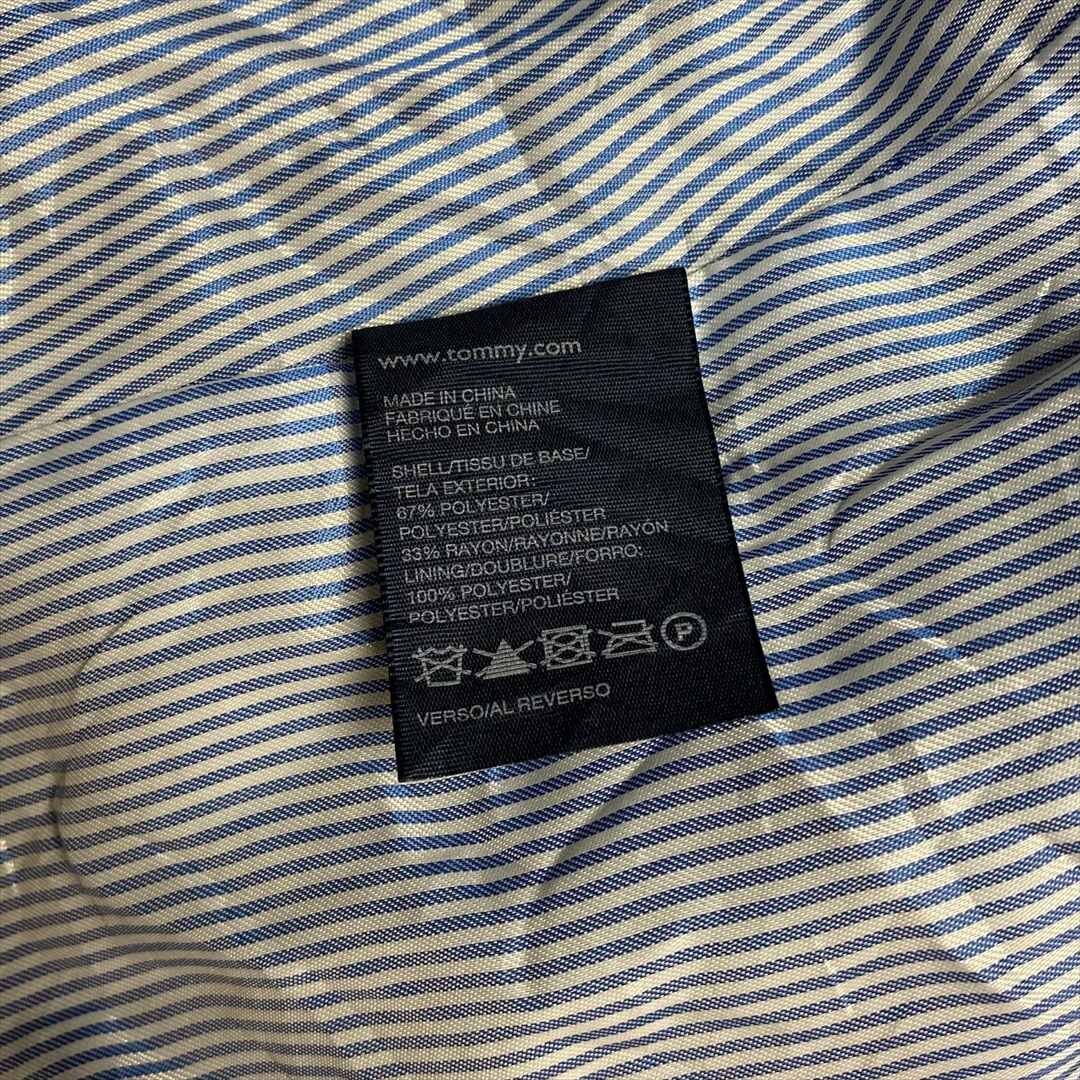 www.tommy.com
MADE IN CHINA
FABRIQUÉ EN CHINE
HECHO EN CHINA
SHELL/TISSU DE BASE/
TELA EXTERIOR:
67% POLYESTER/
POLYESTER/POLIÉSTER
33% RAYON/RAYONNE/RAYÓN
LINING/DOUBLURE/FORRO:
100% POLYESTER/
POLYESTER/POLIÉSTER
P
VERSO/AL REVERSO